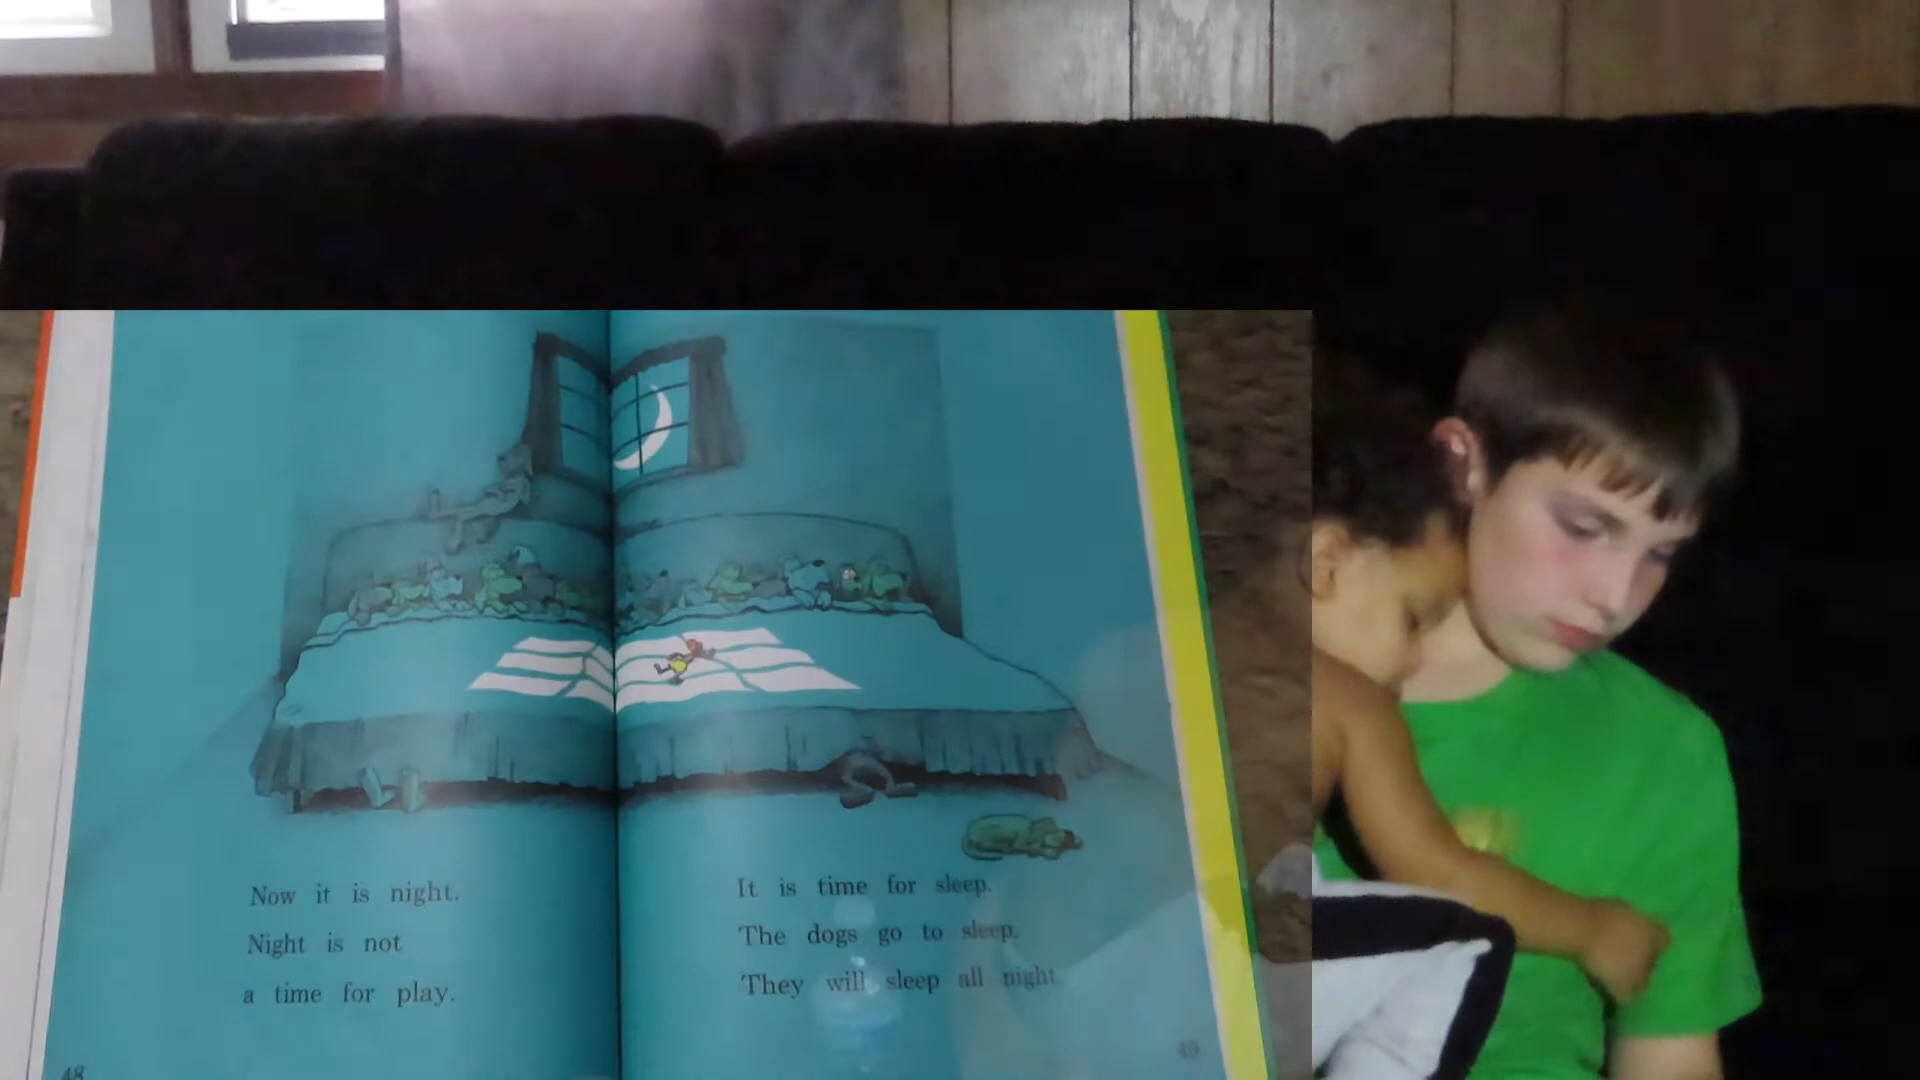 Now it is night.
Night is not
a time for play.
48
It is time for sleep.
The dogs go to sleep.
They will sleep all night.
49